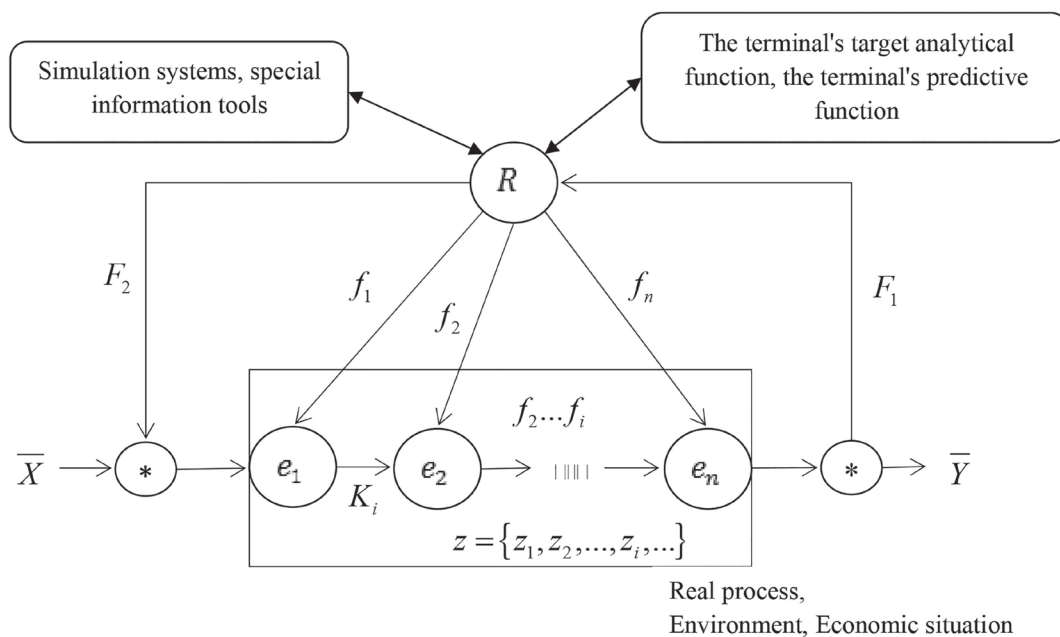 Simulation systems, special
information tools
The terminal's target analytical
function, the terminal's predictive
function
R
F₂
f₁
f₂
fₙ
F₁
f₂...fᵢ
X̅
*
e₁
Kᵢ
e₂
eₙ
*
Y̅
z = {z₁, z₂, ..., zᵢ, ...}
Real process,
Environment, Economic situation